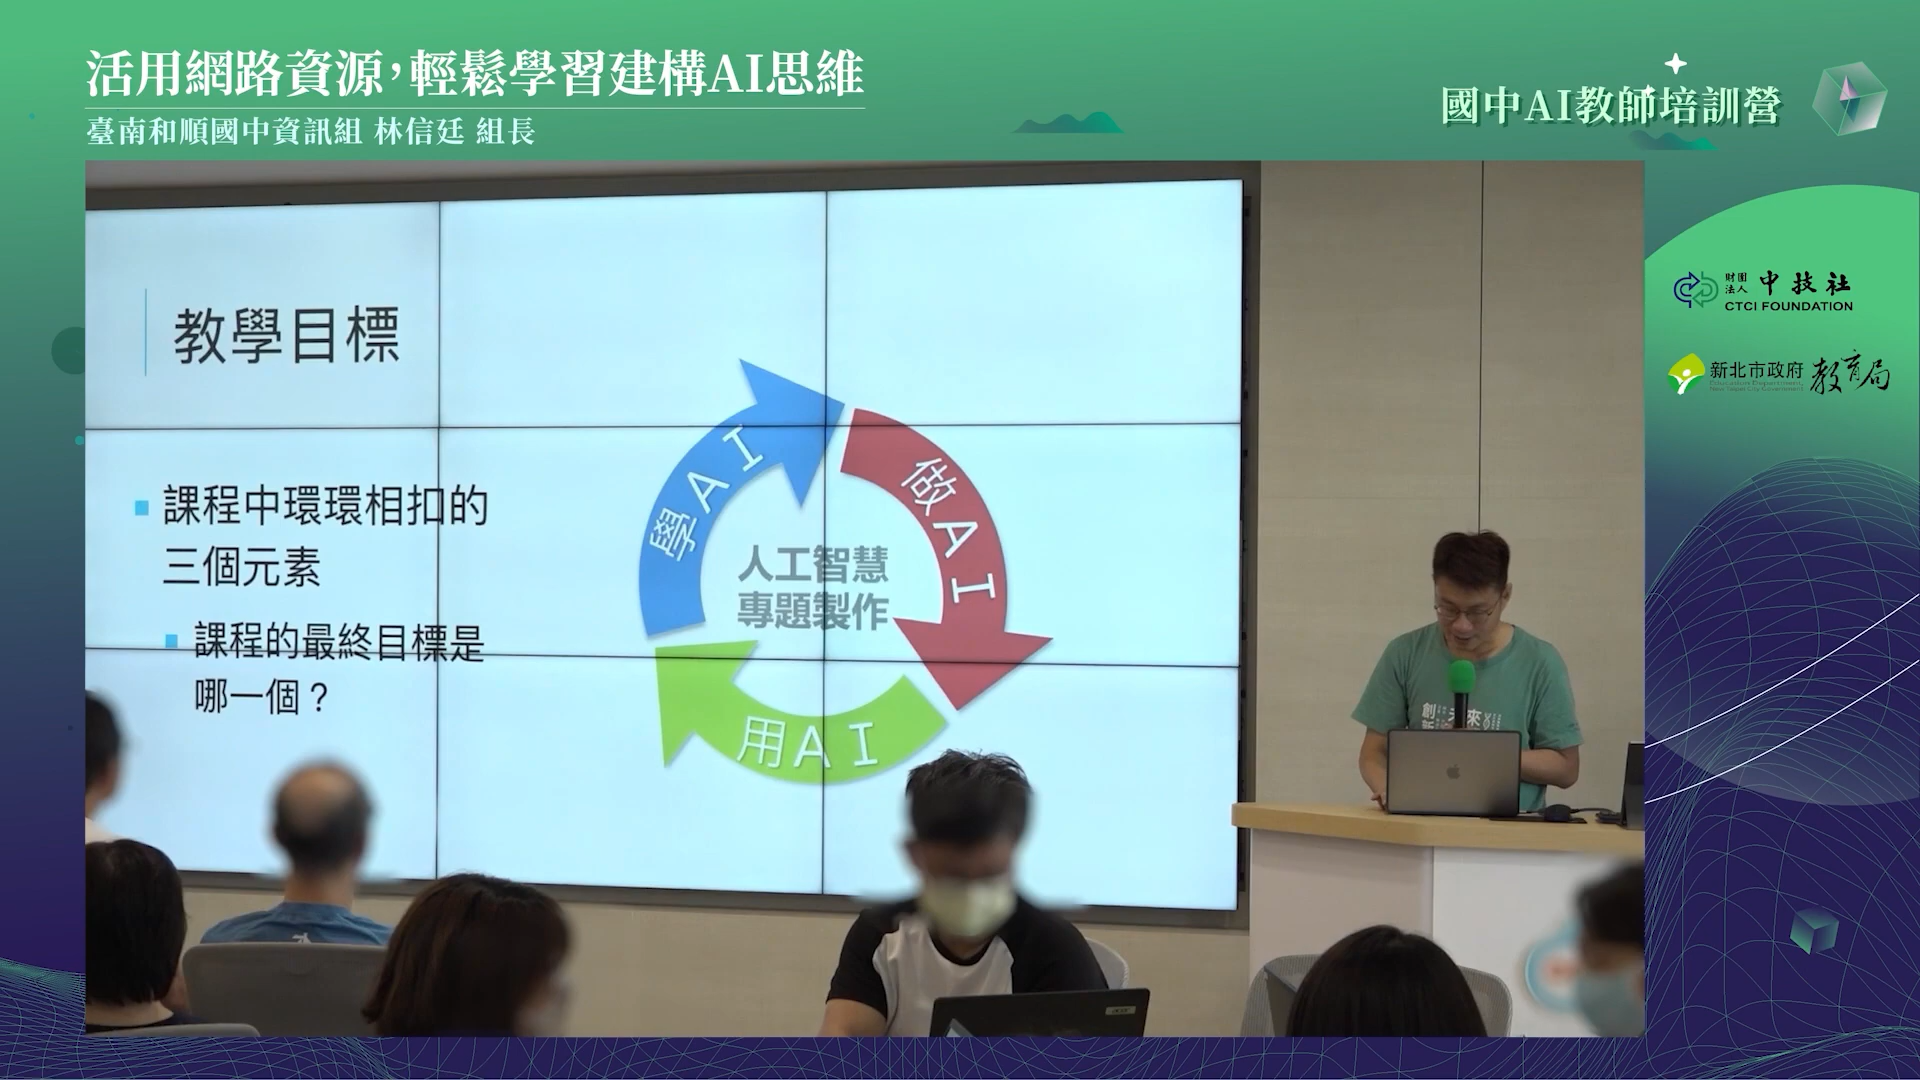 活用網路資源，輕鬆學習建構AI思維
臺南和順國中資訊組 林信廷 組長
國中AI教師培訓營
財團法人 中技社
CTCI FOUNDATION
新北市政府 教育局
教學目標
課程中環環相扣的
三個元素
課程的最終目標是
哪一個？
學AI
做AI
用AI
人工智慧
專題製作
創 未來
acer